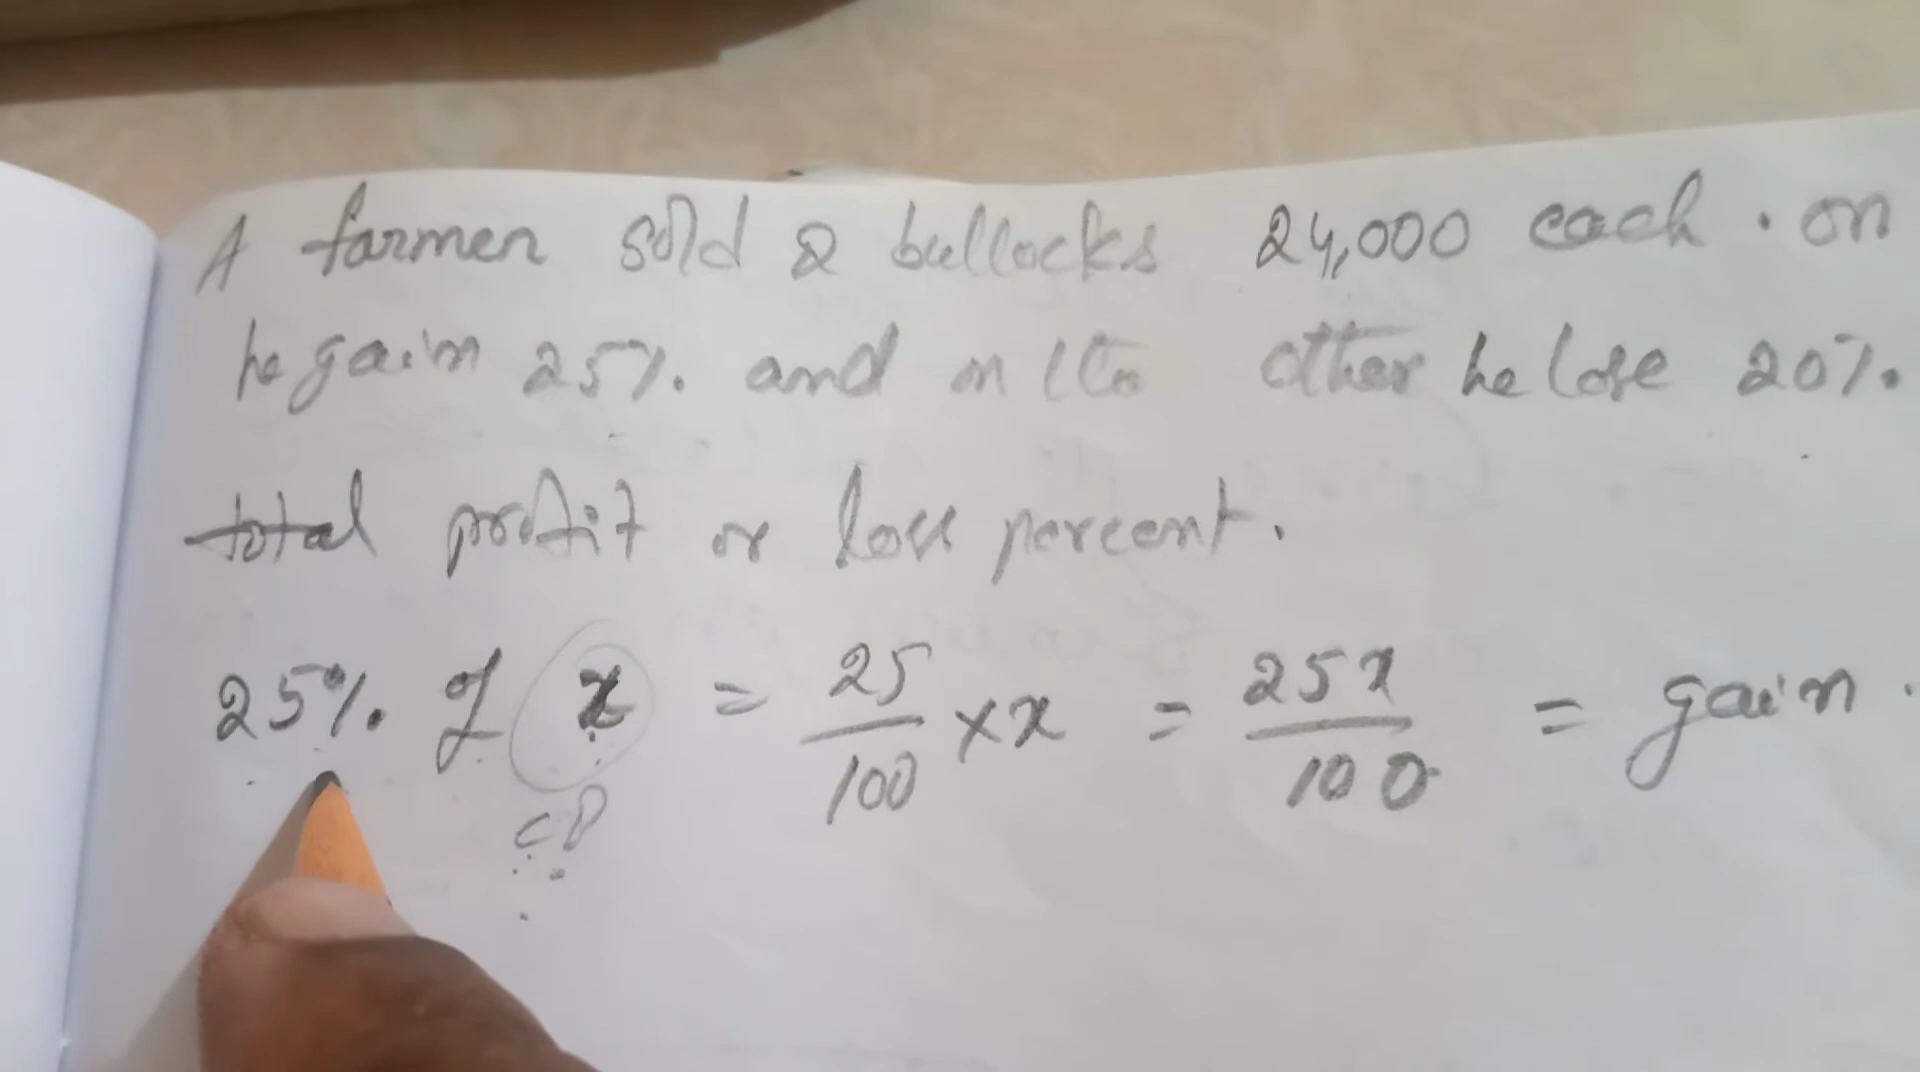 A farmer sold 2 bullocks 24,000 each . on
he gain 25%. and on the other he lose 20%.
total profit or loss percent.
25%. of x = 25/100 × x = 25x/100 = gain.
CP